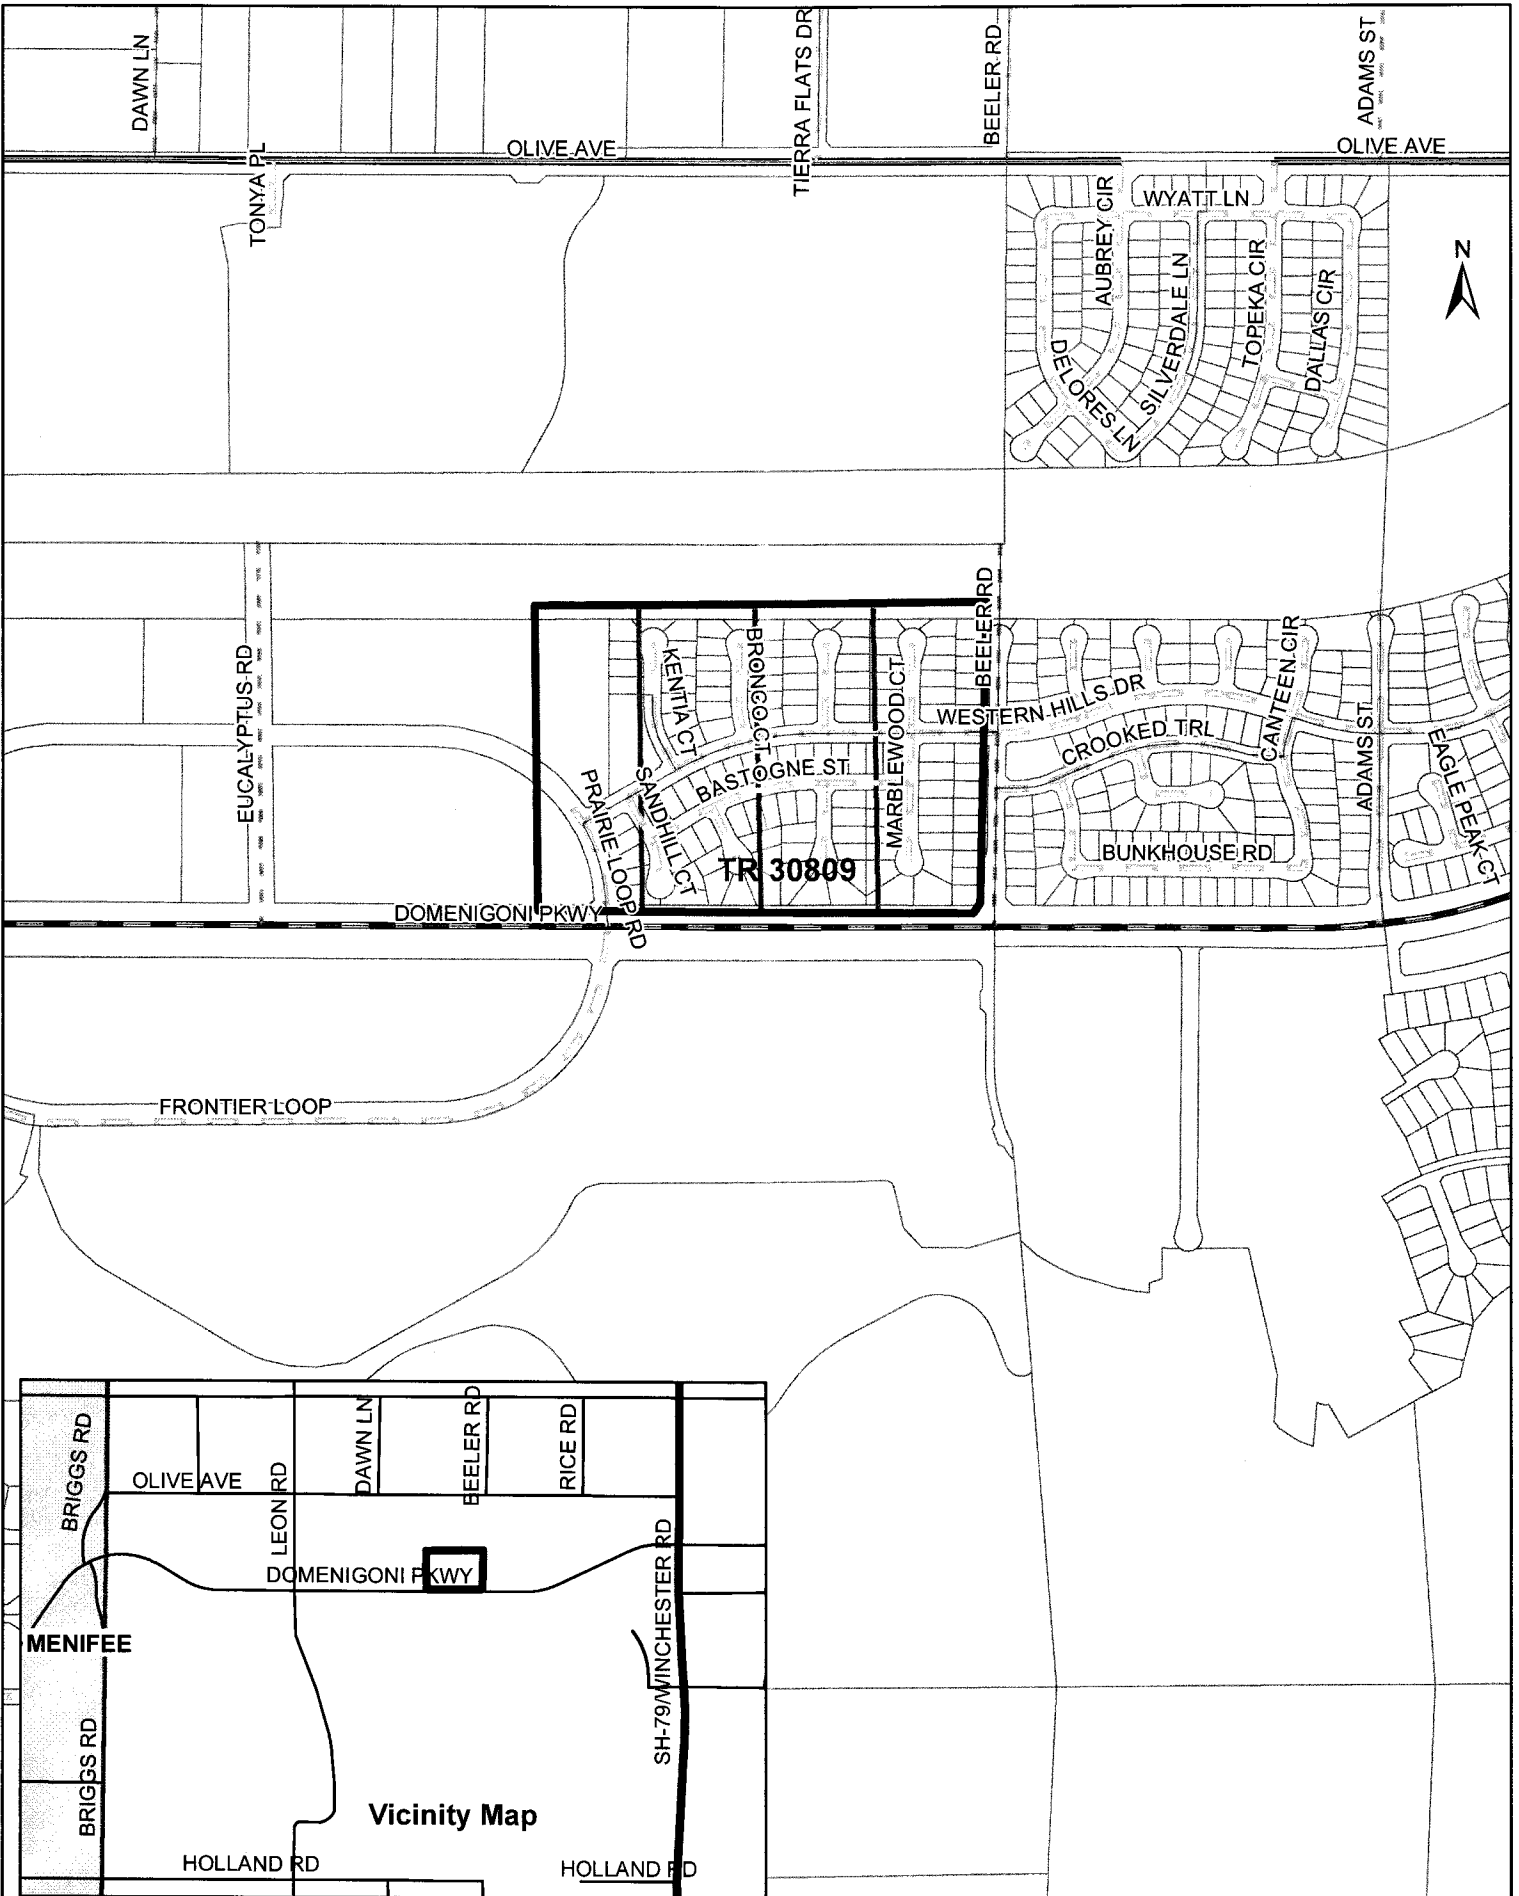 DAWN LN
TIERRA FLATS DR
BEELER RD
ADAMS ST
OLIVE AVE
OLIVE AVE
TONYA PL
WYATT LN
AUBREY CIR
N
SILVERDALE LN
TOPEKA CIR
DALLAS CIR
DELORES LN
BEELER RD
EUCALYPTUS RD
KENTIA CT
BRONCO CT
MARBLEWOOD CT
WESTERN HILLS DR
CANTEEN CIR
CROOKED TRL
ADAMS ST
EAGLE PEAK CT
BASTOGNE ST
PRAIRIE LOOP RD
SANDHILL CT
BUNKHOUSE RD
TR 30809
DOMENIGONI PKWY
FRONTIER LOOP
BRIGGS RD
OLIVE AVE
LEON RD
DAWN LN
BEELER RD
RICE RD
DOMENIGONI PKWY
SH-79/WINCHESTER RD
MENIFEE
BRIGGS RD
Vicinity Map
HOLLAND RD
HOLLAND RD